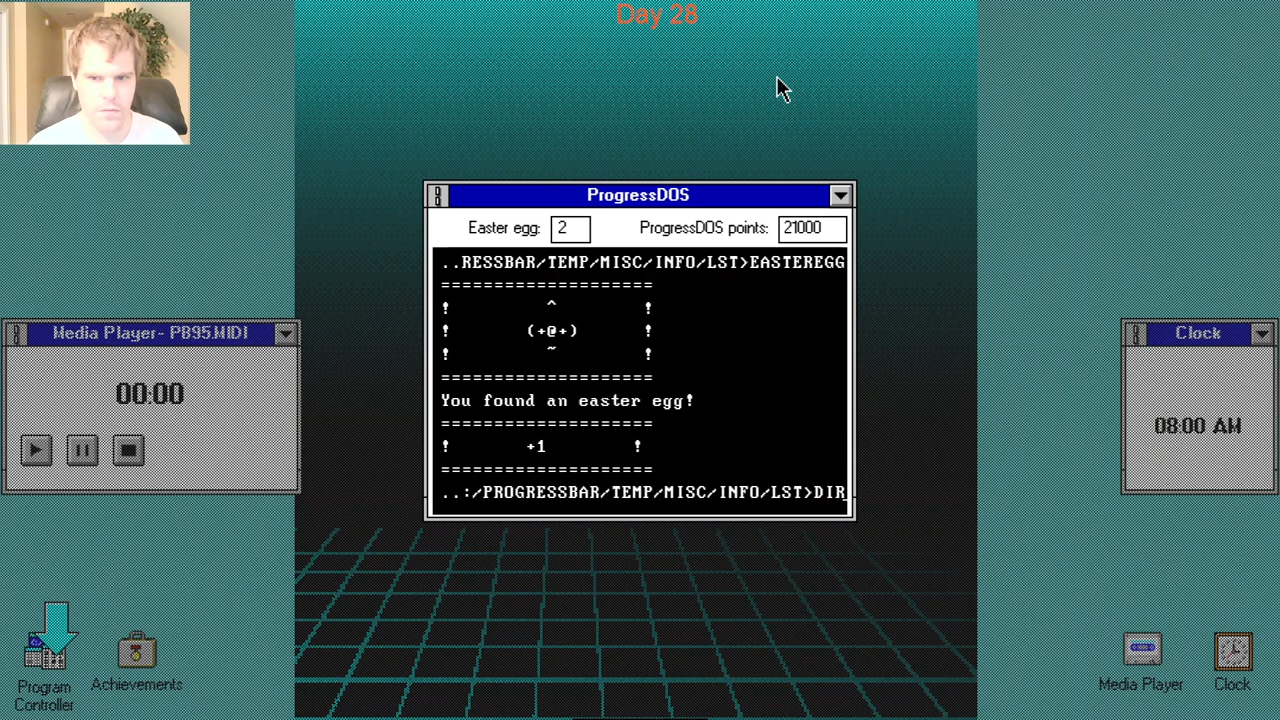 Day 28
ProgressDOS
Easter egg: 2 ProgressDOS points: 21000
..RESSBAR/TEMP/MISC/INFO/LST>EASTEREGG
====================
! ^ !
! (+@+) !
! ~ !
====================
You found an easter egg!
====================
! +1 !
====================
..:/PROGRESSBAR/TEMP/MISC/INFO/LST>DIR_
Media Player- PB95.MIDI
00:00
Clock
08:00 AM
Program
Controller
Achievements
Media Player
Clock